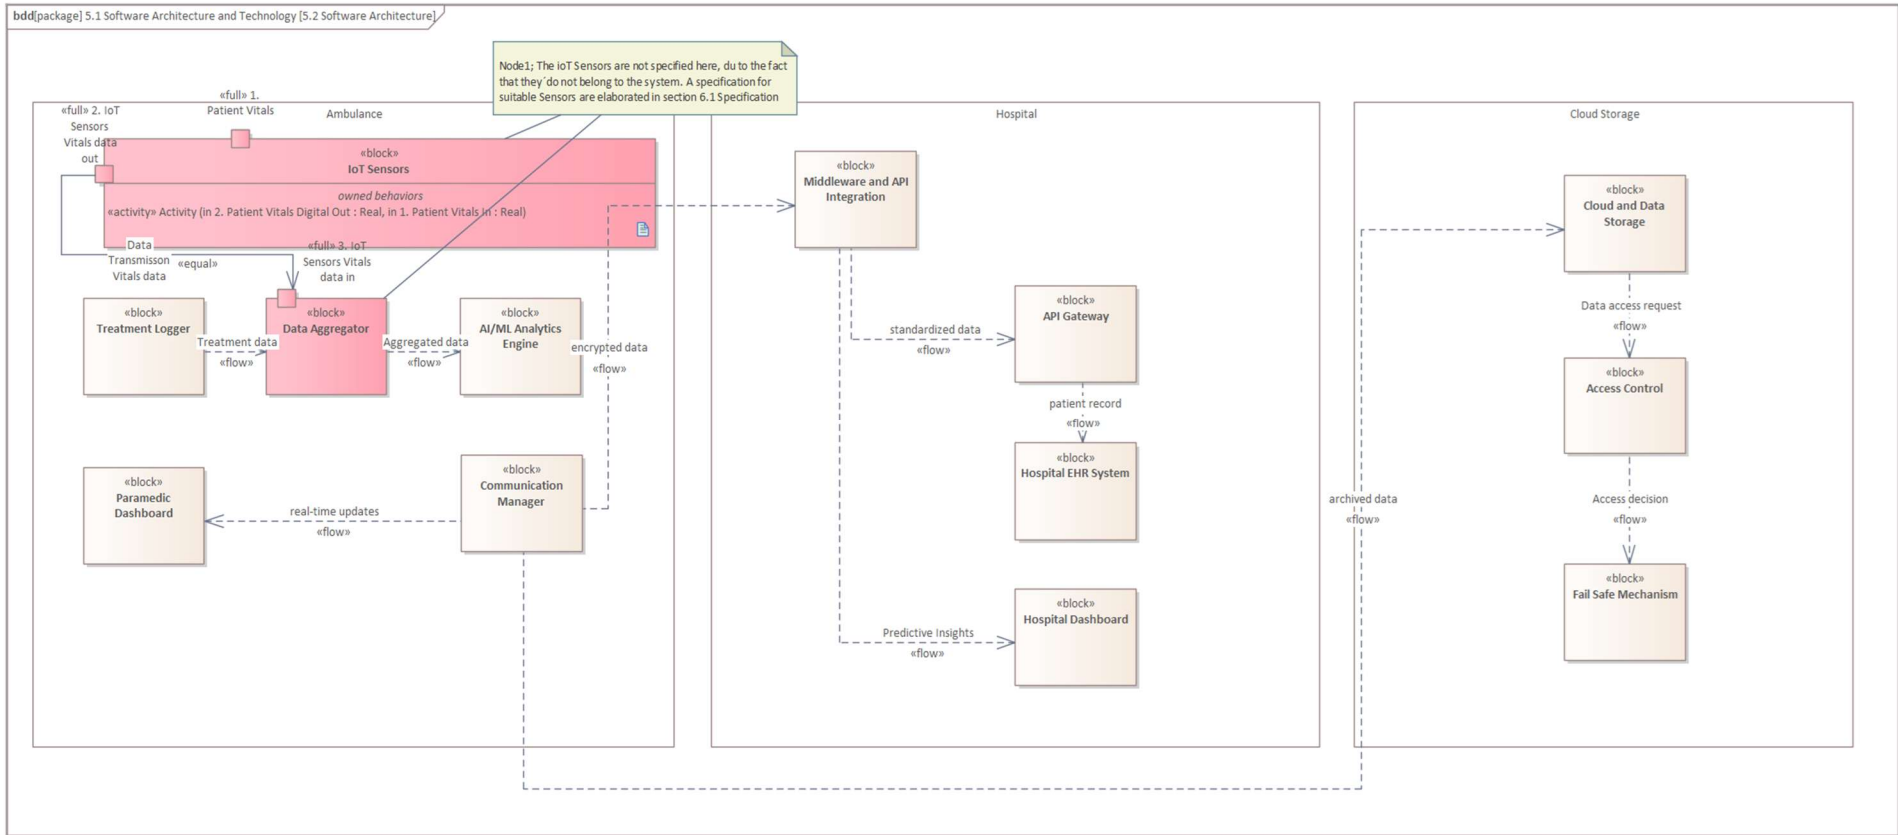 bdd[package] 5.1 Software Architecture and Technology [5.2 Software Architecture]
Node1; The ioT Sensors are not specified here, du to the fact
that they´do not belong to the system. A specification for
suitable Sensors are elaborated in section 6.1 Specification
Ambulance
«full» 1.
Patient Vitals
«full» 2. IoT
Sensors
Vitals data
out
«block»
IoT Sensors
owned behaviors
«activity» Activity (in 2. Patient Vitals Digital Out : Real, in 1. Patient Vitals In : Real)
Data
Transmisson
Vitals data
«equal»
«full» 3. IoT
Sensors Vitals
data in
«block»
Treatment Logger
Treatment data
«flow»
«block»
Data Aggregator
Aggregated data
«flow»
«block»
AI/ML Analytics
Engine
encrypted data
«flow»
«block»
Paramedic
Dashboard
real-time updates
«flow»
«block»
Communication
Manager
Hospital
«block»
Middleware and API
Integration
standardized data
«flow»
«block»
API Gateway
patient record
«flow»
«block»
Hospital EHR System
Predictive Insights
«flow»
«block»
Hospital Dashboard
archived data
«flow»
Cloud Storage
«block»
Cloud and Data
Storage
Data access request
«flow»
«block»
Access Control
Access decision
«flow»
«block»
Fail Safe Mechanism